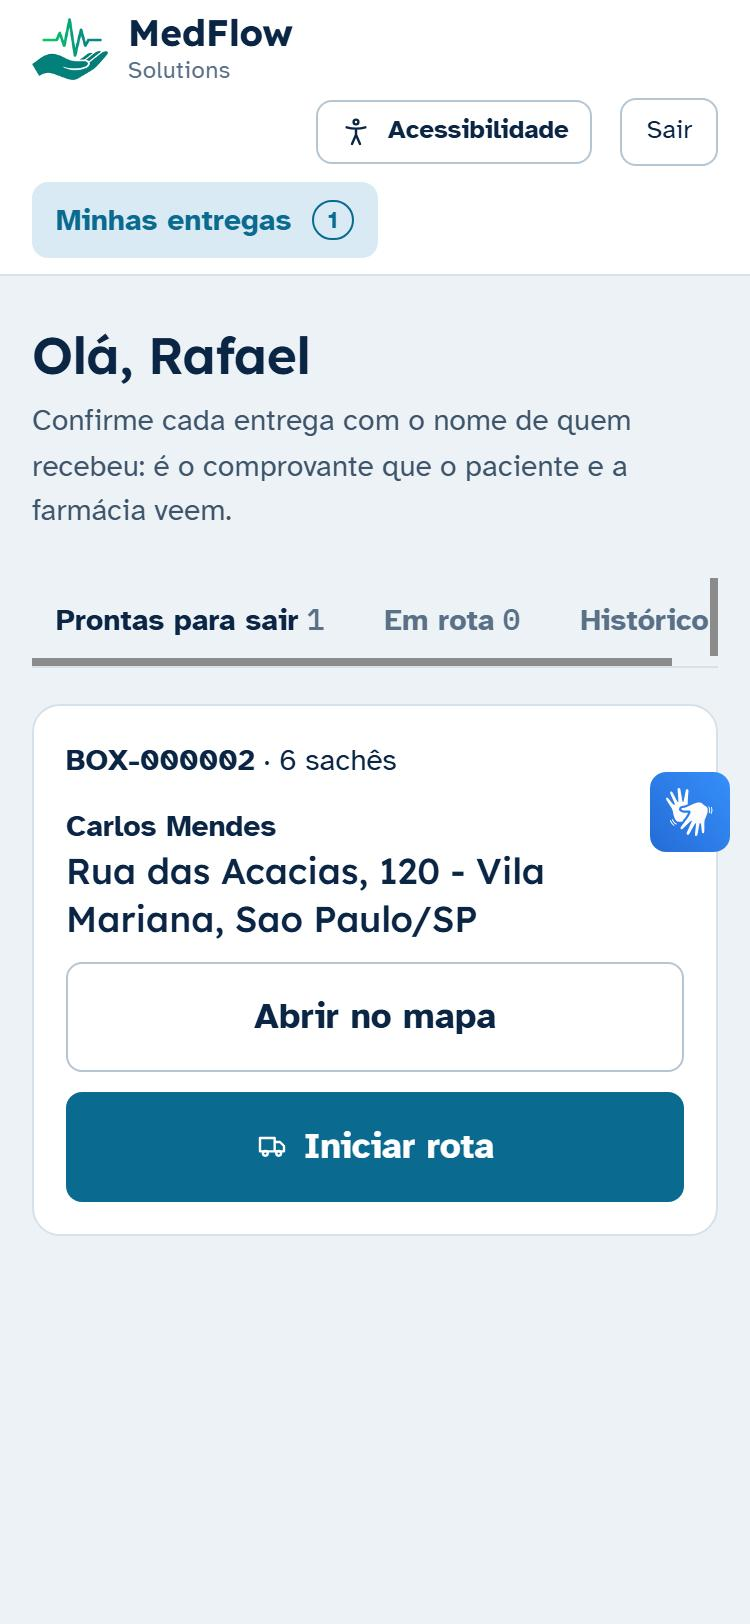 MedFlow
Solutions
Acessibilidade
Sair
Minhas entregas 1
Olá, Rafael
Confirme cada entrega com o nome de quem
recebeu: é o comprovante que o paciente e a
farmácia veem.
Prontas para sair 1 Em rota 0 Histórico
BOX-000002 · 6 sachês
Carlos Mendes
Rua das Acacias, 120 - Vila
Mariana, Sao Paulo/SP
Abrir no mapa
Iniciar rota